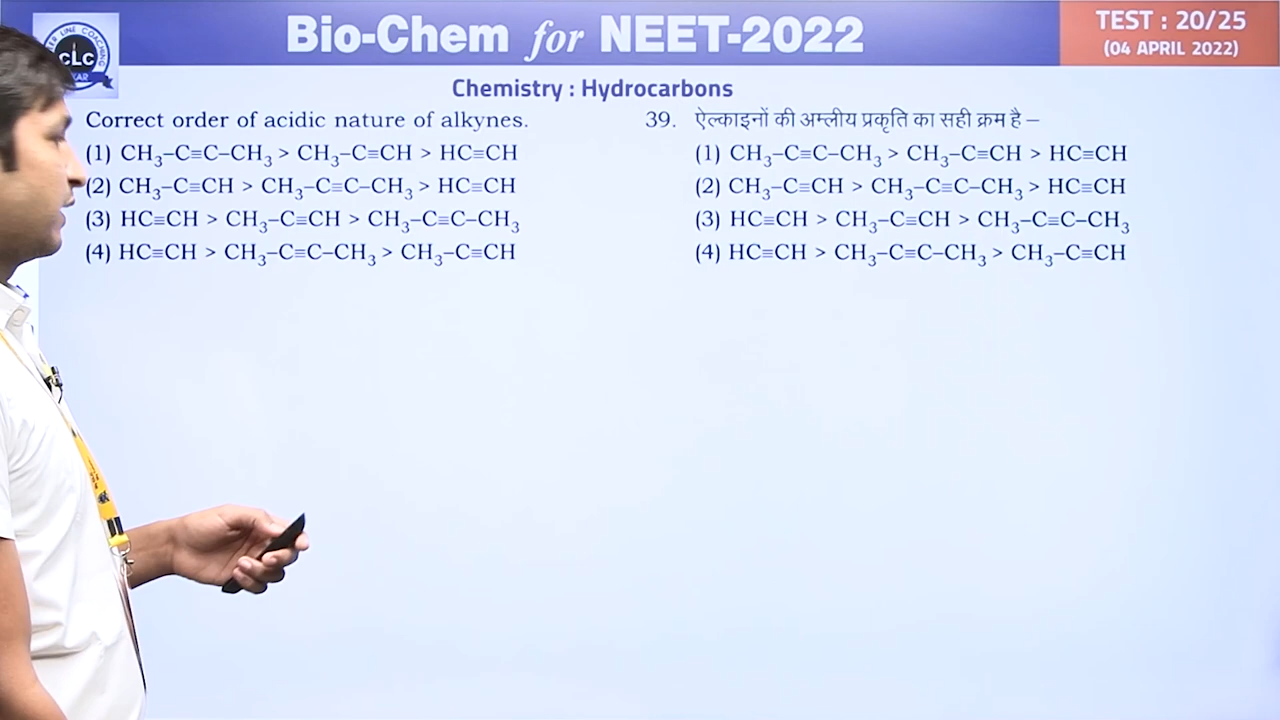 Bio-Chem for NEET-2022
TEST : 20/25
(04 APRIL 2022)
CLC
Chemistry : Hydrocarbons
Correct order of acidic nature of alkynes.
(1) CH₃–C≡C–CH₃ > CH₃–C≡CH > HC≡CH
(2) CH₃–C≡CH > CH₃–C≡C–CH₃ > HC≡CH
(3) HC≡CH > CH₃–C≡CH > CH₃–C≡C–CH₃
(4) HC≡CH > CH₃–C≡C–CH₃ > CH₃–C≡CH
39. ऐल्काइनों की अम्लीय प्रकृति का सही क्रम है –
(1) CH₃–C≡C–CH₃ > CH₃–C≡CH > HC≡CH
(2) CH₃–C≡CH > CH₃–C≡C–CH₃ > HC≡CH
(3) HC≡CH > CH₃–C≡CH > CH₃–C≡C–CH₃
(4) HC≡CH > CH₃–C≡C–CH₃ > CH₃–C≡CH